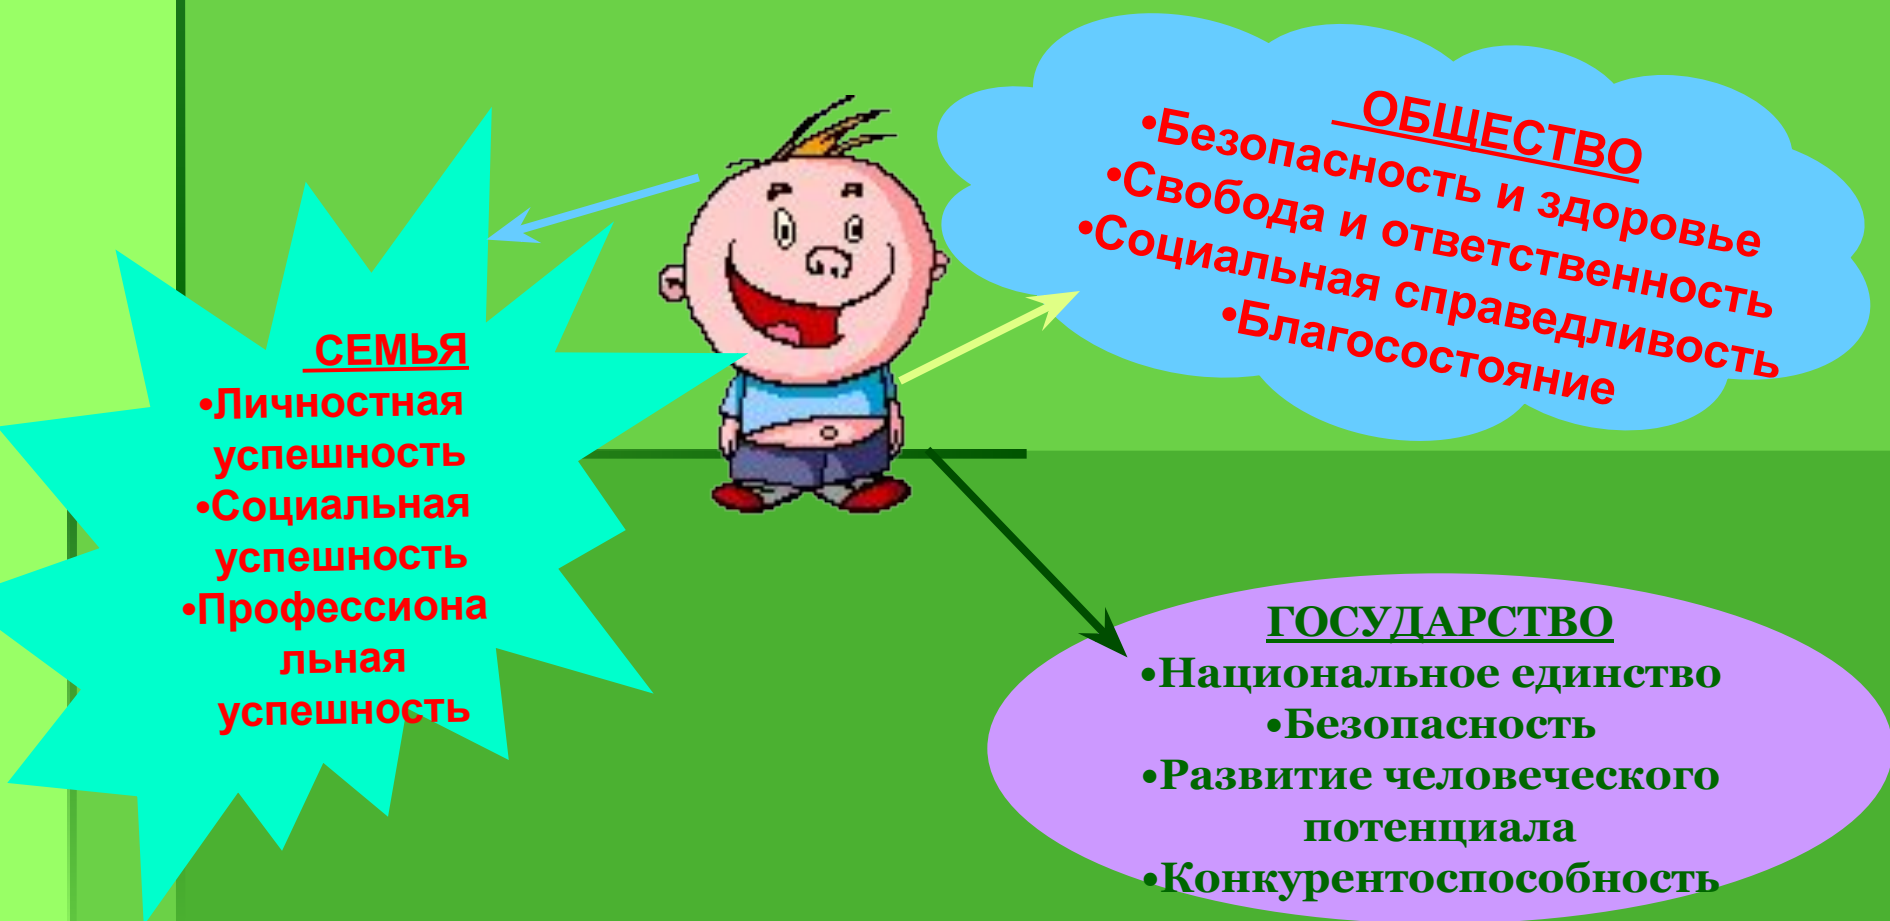 СЕМЬЯ
•Личностная
успешность
•Социальная
успешность
•Профессиона
льная
успешность
ОБЩЕСТВО
•Безопасность и здоровье
•Свобода и ответственность
•Социальная справедливость
•Благосостояние
ГОСУДАРСТВО
•Национальное единство
•Безопасность
•Развитие человеческого
потенциала
•Конкурентоспособность